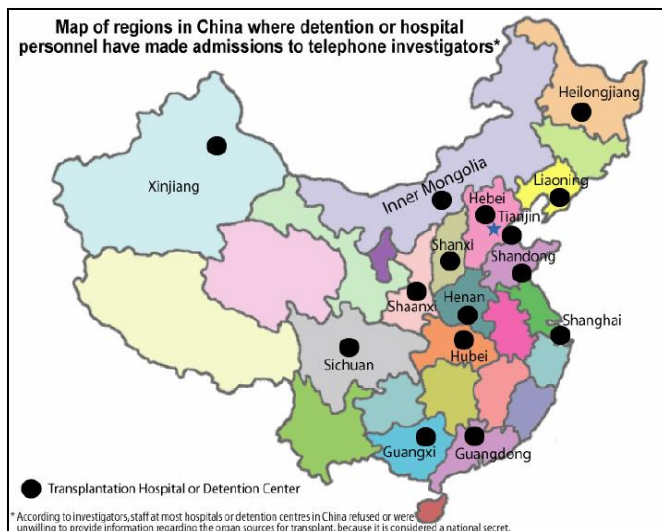 Map of regions in China where detention or hospital
personnel have made admissions to telephone investigators*
Heilongjiang
Xinjiang
Inner Mongolia
Liaoning
Hebei
Tianjin
Shanxi
Shandong
Shaanxi
Henan
Shanghai
Sichuan
Hubei
Guangxi
Guangdong
Transplantation Hospital or Detention Center
* According to investigators, staff at most hospitals or detention centres in China refused or were
unwilling to provide information regarding the organ sources for transplant, because it is considered a national secret.